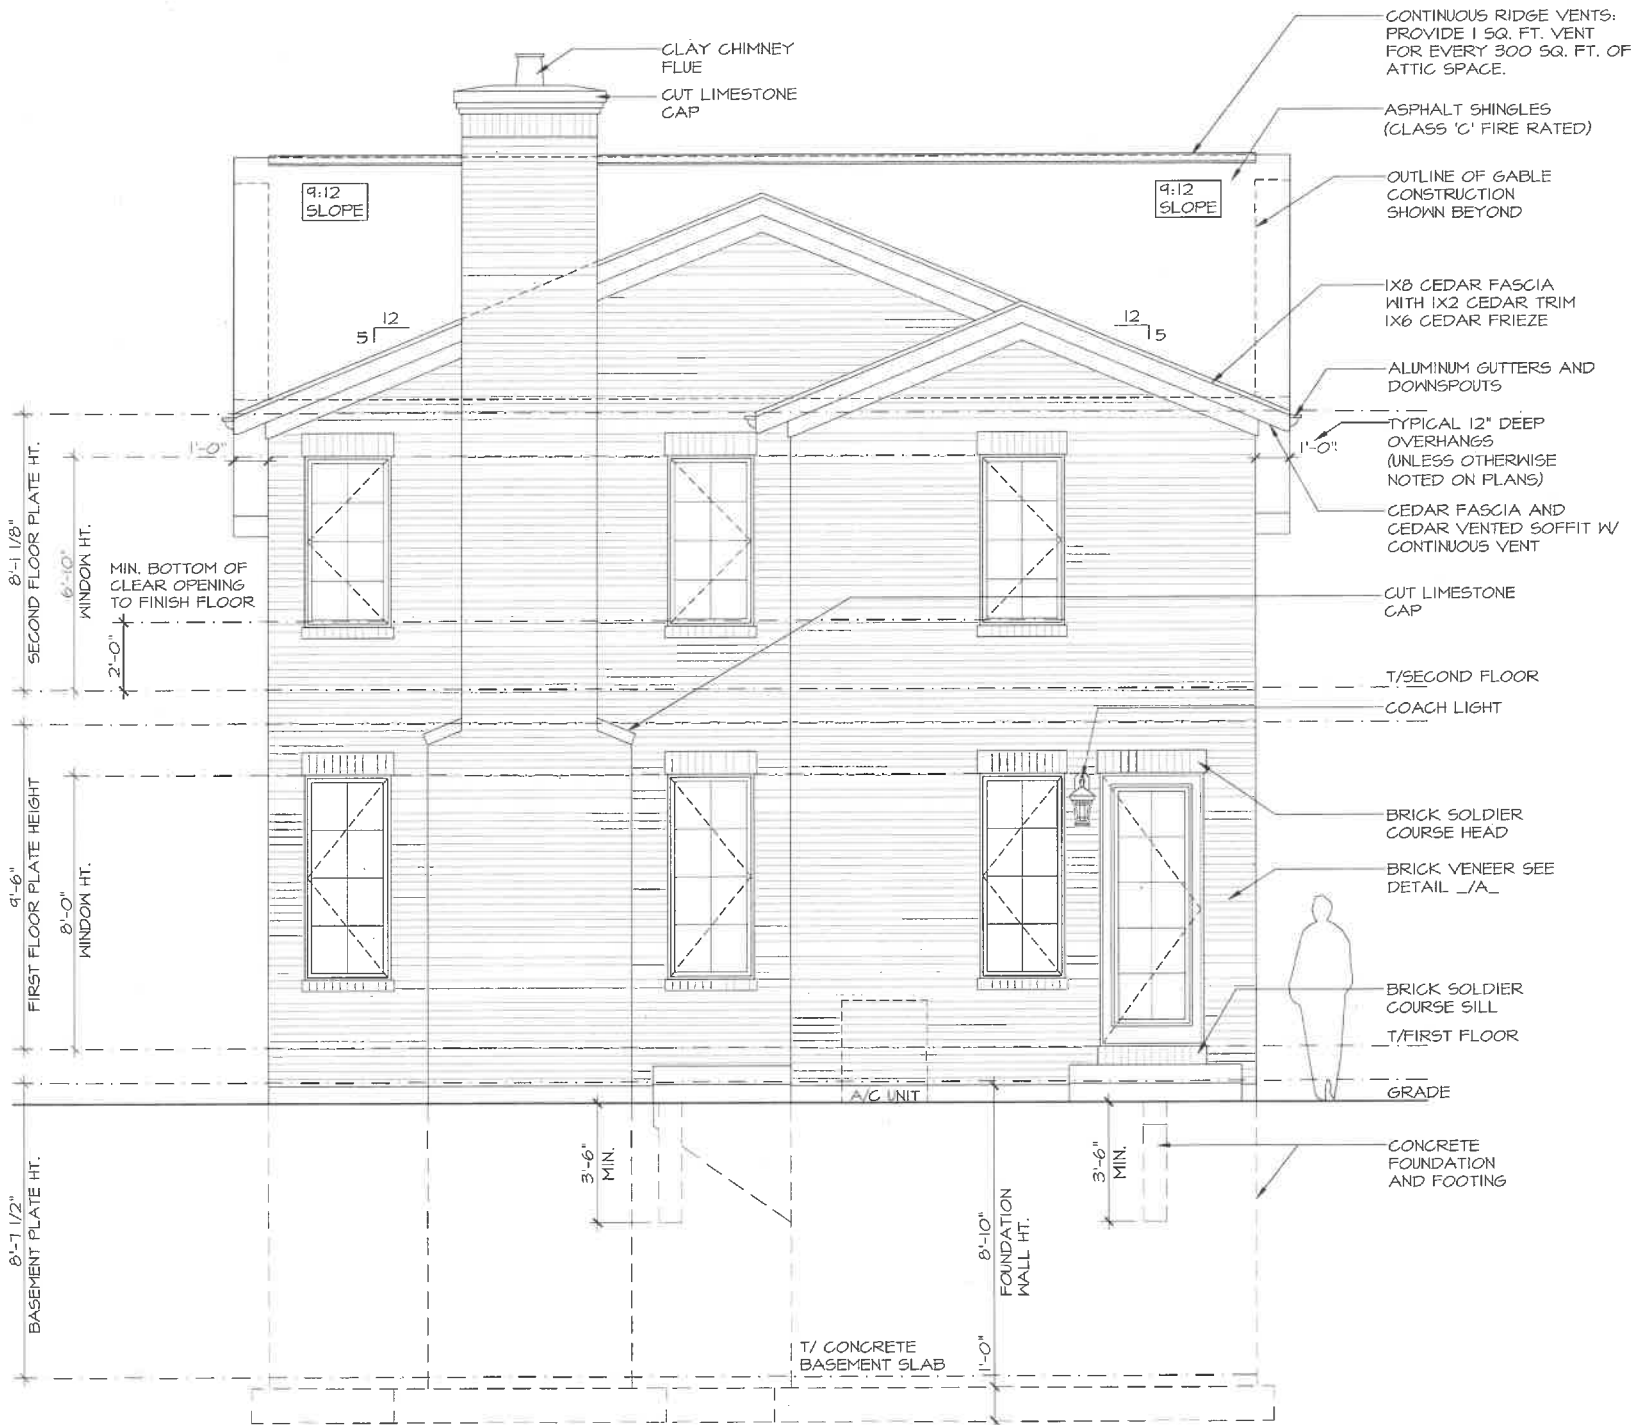 CONTINUOUS RIDGE VENTS:
PROVIDE 1 SQ. FT. VENT
FOR EVERY 300 SQ. FT. OF
ATTIC SPACE.
CLAY CHIMNEY
FLUE
CUT LIMESTONE
CAP
ASPHALT SHINGLES
(CLASS 'C' FIRE RATED)
OUTLINE OF GABLE
CONSTRUCTION
SHOWN BEYOND
9:12
SLOPE
9:12
SLOPE
1X8 CEDAR FASCIA
WITH 1X2 CEDAR TRIM
1X6 CEDAR FRIEZE
12
5
12
5
ALUMINUM GUTTERS AND
DOWNSPOUTS
TYPICAL 12" DEEP
OVERHANGS
(UNLESS OTHERWISE
NOTED ON PLANS)
1'-0"
1'-0"
CEDAR FASCIA AND
CEDAR VENTED SOFFIT W/
CONTINUOUS VENT
8'-1 1/8"
SECOND FLOOR PLATE HT.
6'-10"
WINDOW HT.
MIN. BOTTOM OF
CLEAR OPENING
TO FINISH FLOOR
2'-0"
CUT LIMESTONE
CAP
T/SECOND FLOOR
COACH LIGHT
9'-6"
FIRST FLOOR PLATE HEIGHT
8'-0"
WINDOW HT.
BRICK SOLDIER
COURSE HEAD
BRICK VENEER SEE
DETAIL _/A_
BRICK SOLDIER
COURSE SILL
T/FIRST FLOOR
A/C UNIT
GRADE
3'-6"
MIN.
3'-6"
MIN.
CONCRETE
FOUNDATION
AND FOOTING
8'-7 1/2"
BASEMENT PLATE HT.
8'-10"
FOUNDATION
WALL HT.
T/ CONCRETE
BASEMENT SLAB
1'-0"